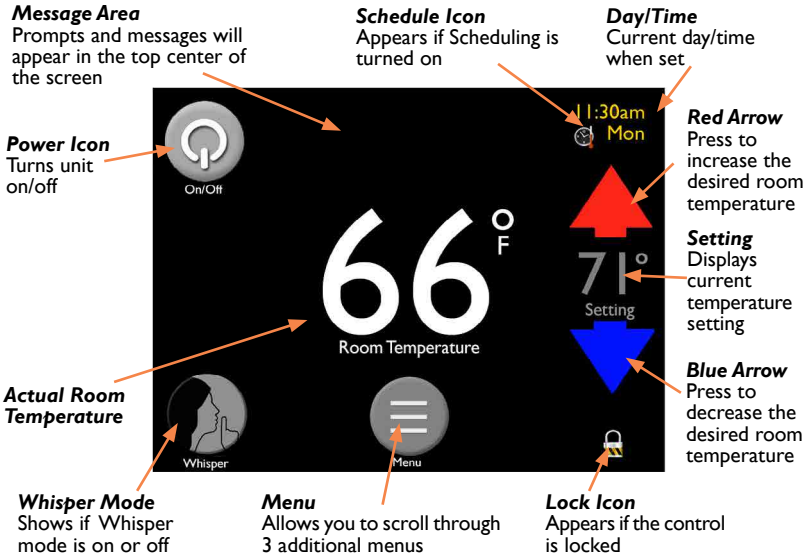 Message Area
Prompts and messages will
appear in the top center of
the screen
Schedule Icon
Appears if Scheduling is
turned on
Day/Time
Current day/time
when set
Power Icon
Turns unit
on/off
On/Off
11:30am
Mon
Red Arrow
Press to
increase the
desired room
temperature
66°
F
Room Temperature
71°
Setting
Setting
Displays
current
temperature
setting
Actual Room
Temperature
Blue Arrow
Press to
decrease the
desired room
temperature
Whisper
Menu
Whisper Mode
Shows if Whisper
mode is on or off
Menu
Allows you to scroll through
3 additional menus
Lock Icon
Appears if the control
is locked